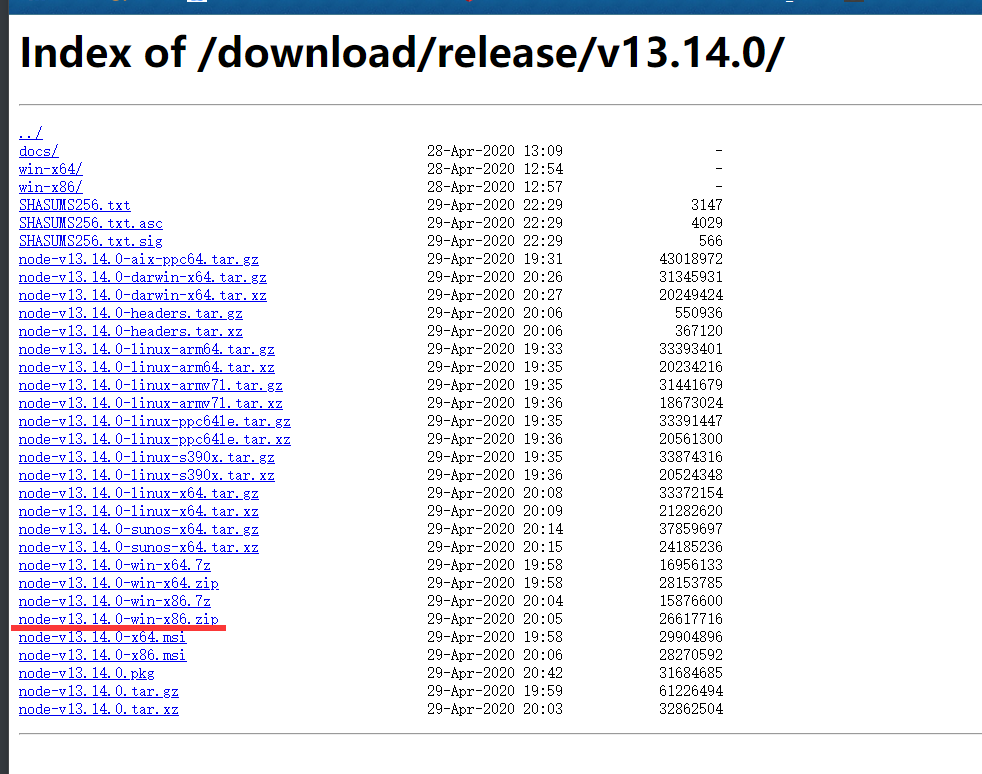 Index of /download/release/v13.14.0/
../
docs/ 28-Apr-2020 13:09 -
win-x64/ 28-Apr-2020 12:54 -
win-x86/ 28-Apr-2020 12:57 -
SHASUMS256.txt 29-Apr-2020 22:29 3147
SHASUMS256.txt.asc 29-Apr-2020 22:29 4029
SHASUMS256.txt.sig 29-Apr-2020 22:29 566
node-v13.14.0-aix-ppc64.tar.gz 29-Apr-2020 19:31 43018972
node-v13.14.0-darwin-x64.tar.gz 29-Apr-2020 20:26 31345931
node-v13.14.0-darwin-x64.tar.xz 29-Apr-2020 20:27 20249424
node-v13.14.0-headers.tar.gz 29-Apr-2020 20:06 550936
node-v13.14.0-headers.tar.xz 29-Apr-2020 20:06 367120
node-v13.14.0-linux-arm64.tar.gz 29-Apr-2020 19:33 33393401
node-v13.14.0-linux-arm64.tar.xz 29-Apr-2020 19:35 20234216
node-v13.14.0-linux-armv7l.tar.gz 29-Apr-2020 19:35 31441679
node-v13.14.0-linux-armv7l.tar.xz 29-Apr-2020 19:36 18673024
node-v13.14.0-linux-ppc64le.tar.gz 29-Apr-2020 19:35 33391447
node-v13.14.0-linux-ppc64le.tar.xz 29-Apr-2020 19:36 20561300
node-v13.14.0-linux-s390x.tar.gz 29-Apr-2020 19:35 33874316
node-v13.14.0-linux-s390x.tar.xz 29-Apr-2020 19:36 20524348
node-v13.14.0-linux-x64.tar.gz 29-Apr-2020 20:08 33372154
node-v13.14.0-linux-x64.tar.xz 29-Apr-2020 20:09 21282620
node-v13.14.0-sunos-x64.tar.gz 29-Apr-2020 20:14 37859697
node-v13.14.0-sunos-x64.tar.xz 29-Apr-2020 20:15 24185236
node-v13.14.0-win-x64.7z 29-Apr-2020 19:58 16956133
node-v13.14.0-win-x64.zip 29-Apr-2020 19:58 28153785
node-v13.14.0-win-x86.7z 29-Apr-2020 20:04 15876600
node-v13.14.0-win-x86.zip 29-Apr-2020 20:05 26617716
node-v13.14.0-x64.msi 29-Apr-2020 19:58 29904896
node-v13.14.0-x86.msi 29-Apr-2020 20:06 28270592
node-v13.14.0.pkg 29-Apr-2020 20:42 31684685
node-v13.14.0.tar.gz 29-Apr-2020 19:59 61226494
node-v13.14.0.tar.xz 29-Apr-2020 20:03 32862504